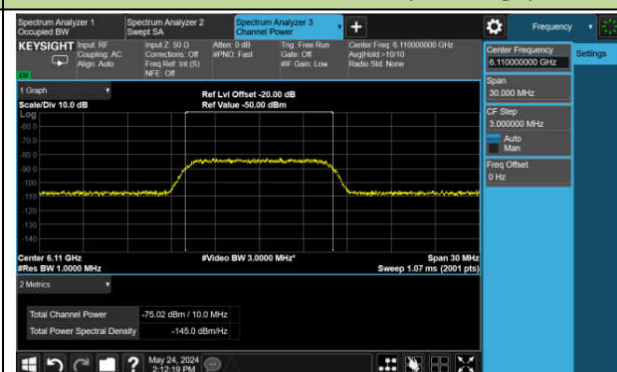 Spectrum Analyzer 1
Occupied BW
Spectrum Analyzer 2
Swept SA
Spectrum Analyzer 3
Channel Power
+
Frequency
KEYSIGHT
Input: RF
Coupling: AC
Align: Auto
Input Z: 50 Ω
Corrections: Off
Freq Ref: Int (S)
NFE: Off
Atten: 0 dB
#PNO: Fast
Trig: Free Run
Gate: Off
#IF Gain: Low
Center Freq: 6.110000000 GHz
Avg|Hold:>10/10
Radio Std: None
Center Frequency
6.110000000 GHz
Settings
Span
30.000 MHz
CF Step
3.000000 MHz
Auto
Man
Freq Offset
0 Hz
1 Graph
Scale/Div 10.0 dB
Ref Lvl Offset -20.00 dB
Ref Value -50.00 dBm
Log
-60.0
-70.0
-80.0
-90.0
-100
-110
-120
-130
-140
Center 6.11 GHz
#Res BW 1.0000 MHz
#Video BW 3.0000 MHz*
Span 30 MHz
Sweep 1.07 ms (2001 pts)
2 Metrics
Total Channel Power -75.02 dBm / 10.0 MHz
Total Power Spectral Density -145.0 dBm/Hz
?
May 24, 2024
2:12:19 PM